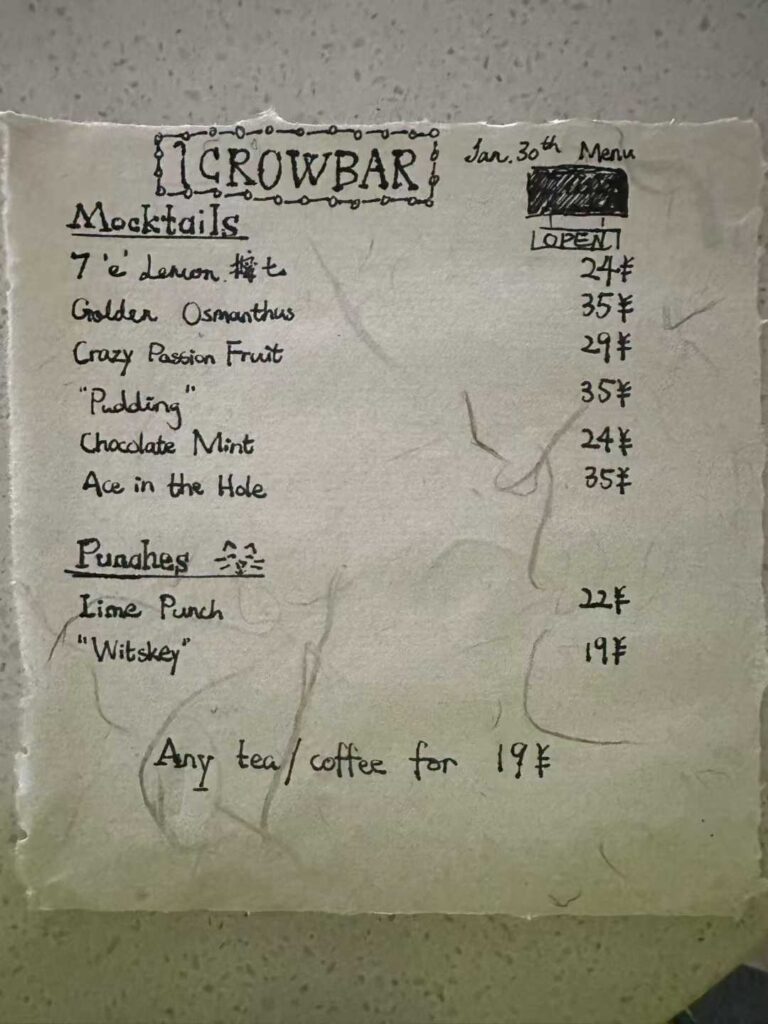 CROWBAR
Jan. 30th Menu
OPEN
Mocktails
7 'e' Lemon 七 24¥
Golden Osmanthus 35¥
Crazy Passion Fruit 29¥
"Pudding" 35¥
Chocolate Mint 24¥
Ace in the Hole 35¥
Punches
Lime Punch 22¥
"Witskey" 19¥
Any tea/coffee for 19¥